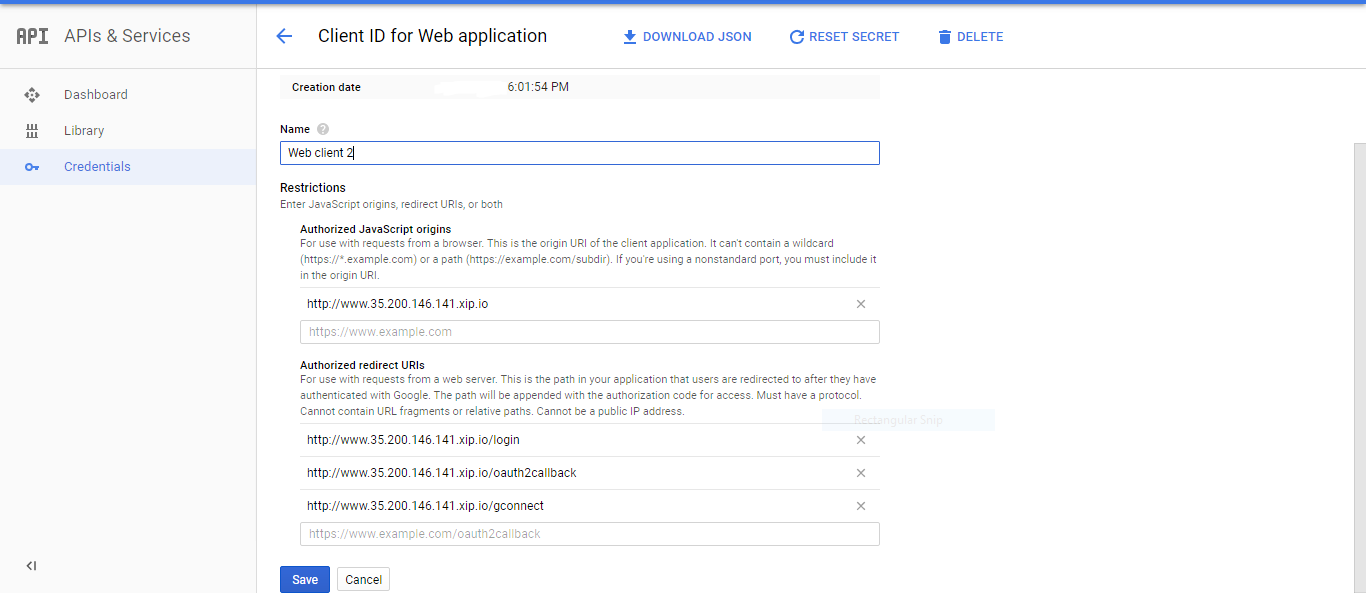 API APIs & Services
Client ID for Web application
DOWNLOAD JSON
RESET SECRET
DELETE
Dashboard
Library
Credentials
Creation date 6:01:54 PM
Name ?
Web client 2
Restrictions
Enter JavaScript origins, redirect URIs, or both
Authorized JavaScript origins
For use with requests from a browser. This is the origin URI of the client application. It can't contain a wildcard
(https://*.example.com) or a path (https://example.com/subdir). If you're using a nonstandard port, you must include it
in the origin URI.
http://www.35.200.146.141.xip.io
https://www.example.com
Authorized redirect URIs
For use with requests from a web server. This is the path in your application that users are redirected to after they have
authenticated with Google. The path will be appended with the authorization code for access. Must have a protocol.
Cannot contain URL fragments or relative paths. Cannot be a public IP address.
Rectangular Snip
http://www.35.200.146.141.xip.io/login
http://www.35.200.146.141.xip.io/oauth2callback
http://www.35.200.146.141.xip.io/gconnect
https://www.example.com/oauth2callback
Save
Cancel